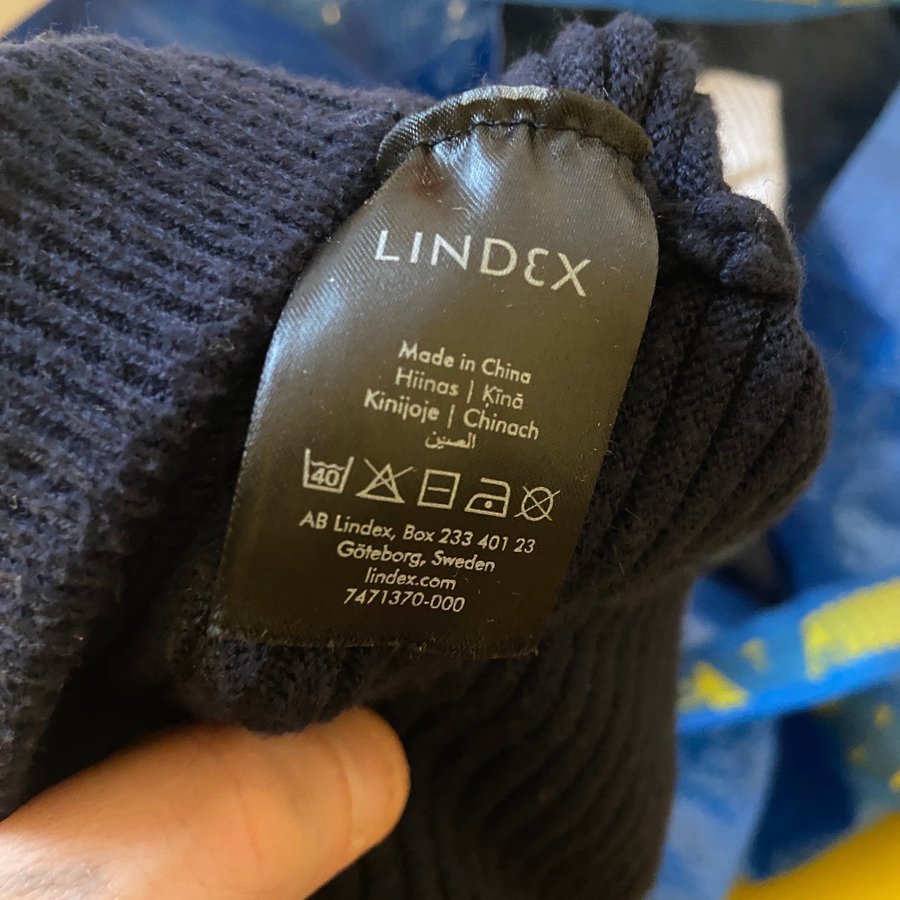 LINDEX
Made in China
Hiinas | Ķīnā
Kinijoje | Chinach
الصين
40
AB Lindex, Box 233 401 23
Göteborg, Sweden
lindex.com
7471370-000